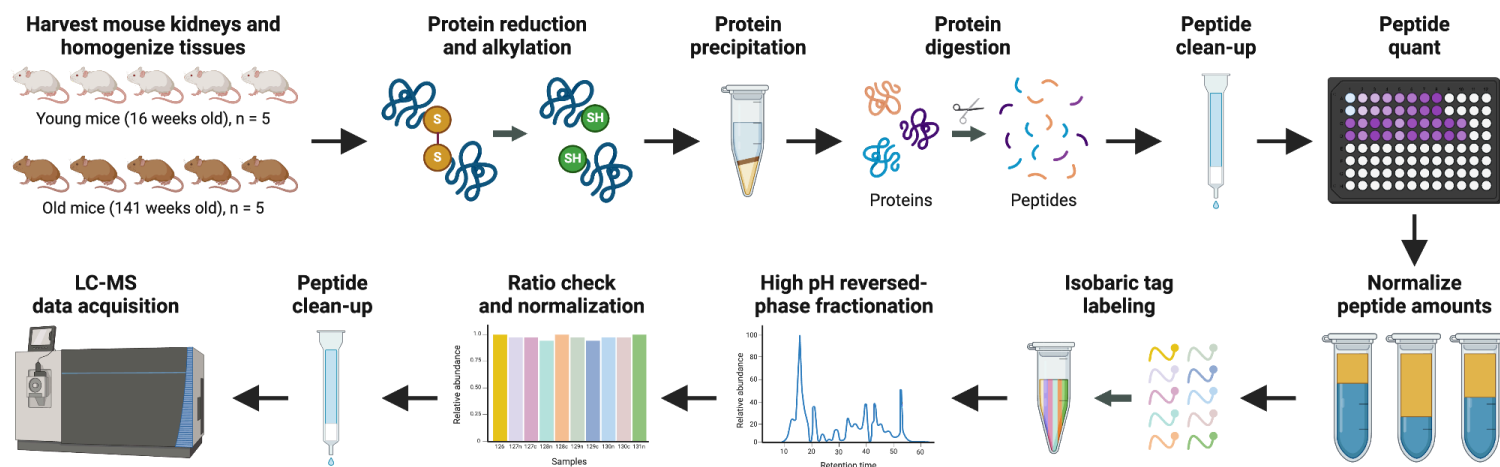 Harvest mouse kidneys and
homogenize tissues
Young mice (16 weeks old), n = 5
Old mice (141 weeks old), n = 5
Protein reduction
and alkylation
S
S
SH
SH
Protein
precipitation
Protein
digestion
Proteins
Peptides
Peptide
clean-up
Peptide
quant
Normalize
peptide amounts
Isobaric tag
labeling
High pH reversed-
phase fractionation
Relative abundance
100
80
60
40
20
0
10 20 30 40 50 60
Retention time
Ratio check
and normalization
Relative abundance
1.0
0.75
0.50
0.25
0
126 127n 127c 128n 128c 129n 129c 130n 130c 131n
Samples
Peptide
clean-up
LC-MS
data acquisition